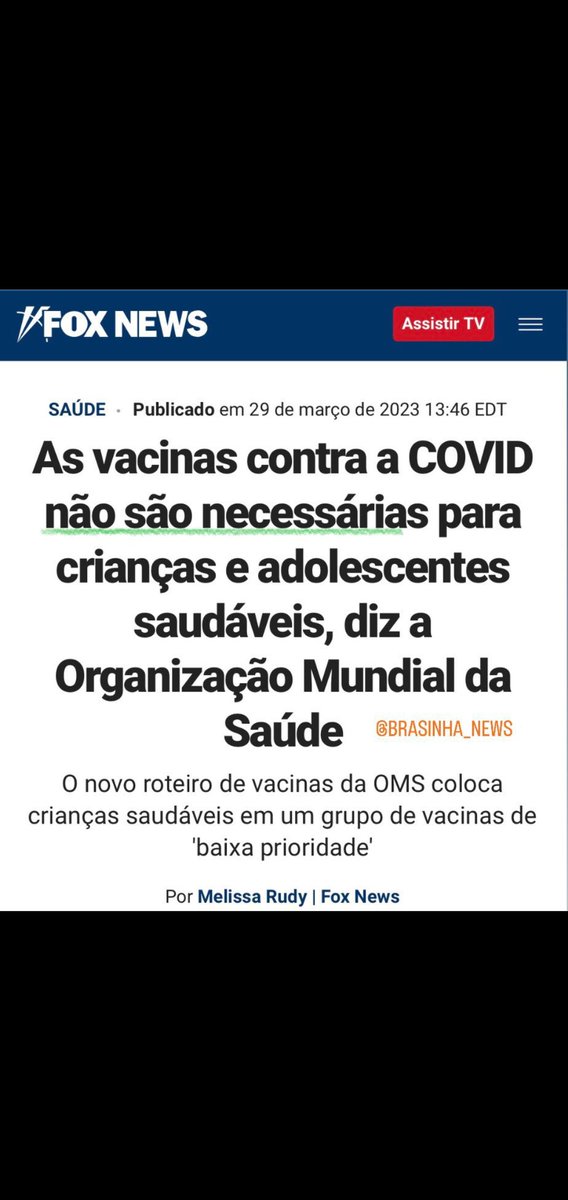 FOX NEWS
Assistir TV
SAÚDE • Publicado em 29 de março de 2023 13:46 EDT
As vacinas contra a COVID
não são necessárias para
crianças e adolescentes
saudáveis, diz a
Organização Mundial da
Saúde
@BRASINHA_NEWS
O novo roteiro de vacinas da OMS coloca
crianças saudáveis em um grupo de vacinas de
'baixa prioridade'
Por Melissa Rudy | Fox News